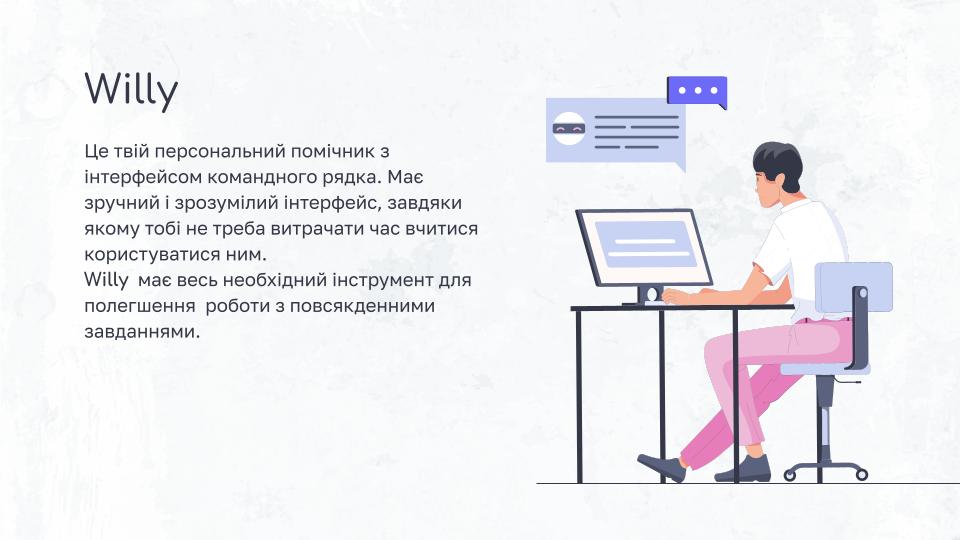 Willy
Це твій персональний помічник з
інтерфейсом командного рядка. Має
зручний і зрозумілий інтерфейс, завдяки
якому тобі не треба витрачати час вчитися
користуватися ним.
Willy  має весь необхідний інструмент для
полегшення  роботи з повсякденними
завданнями.